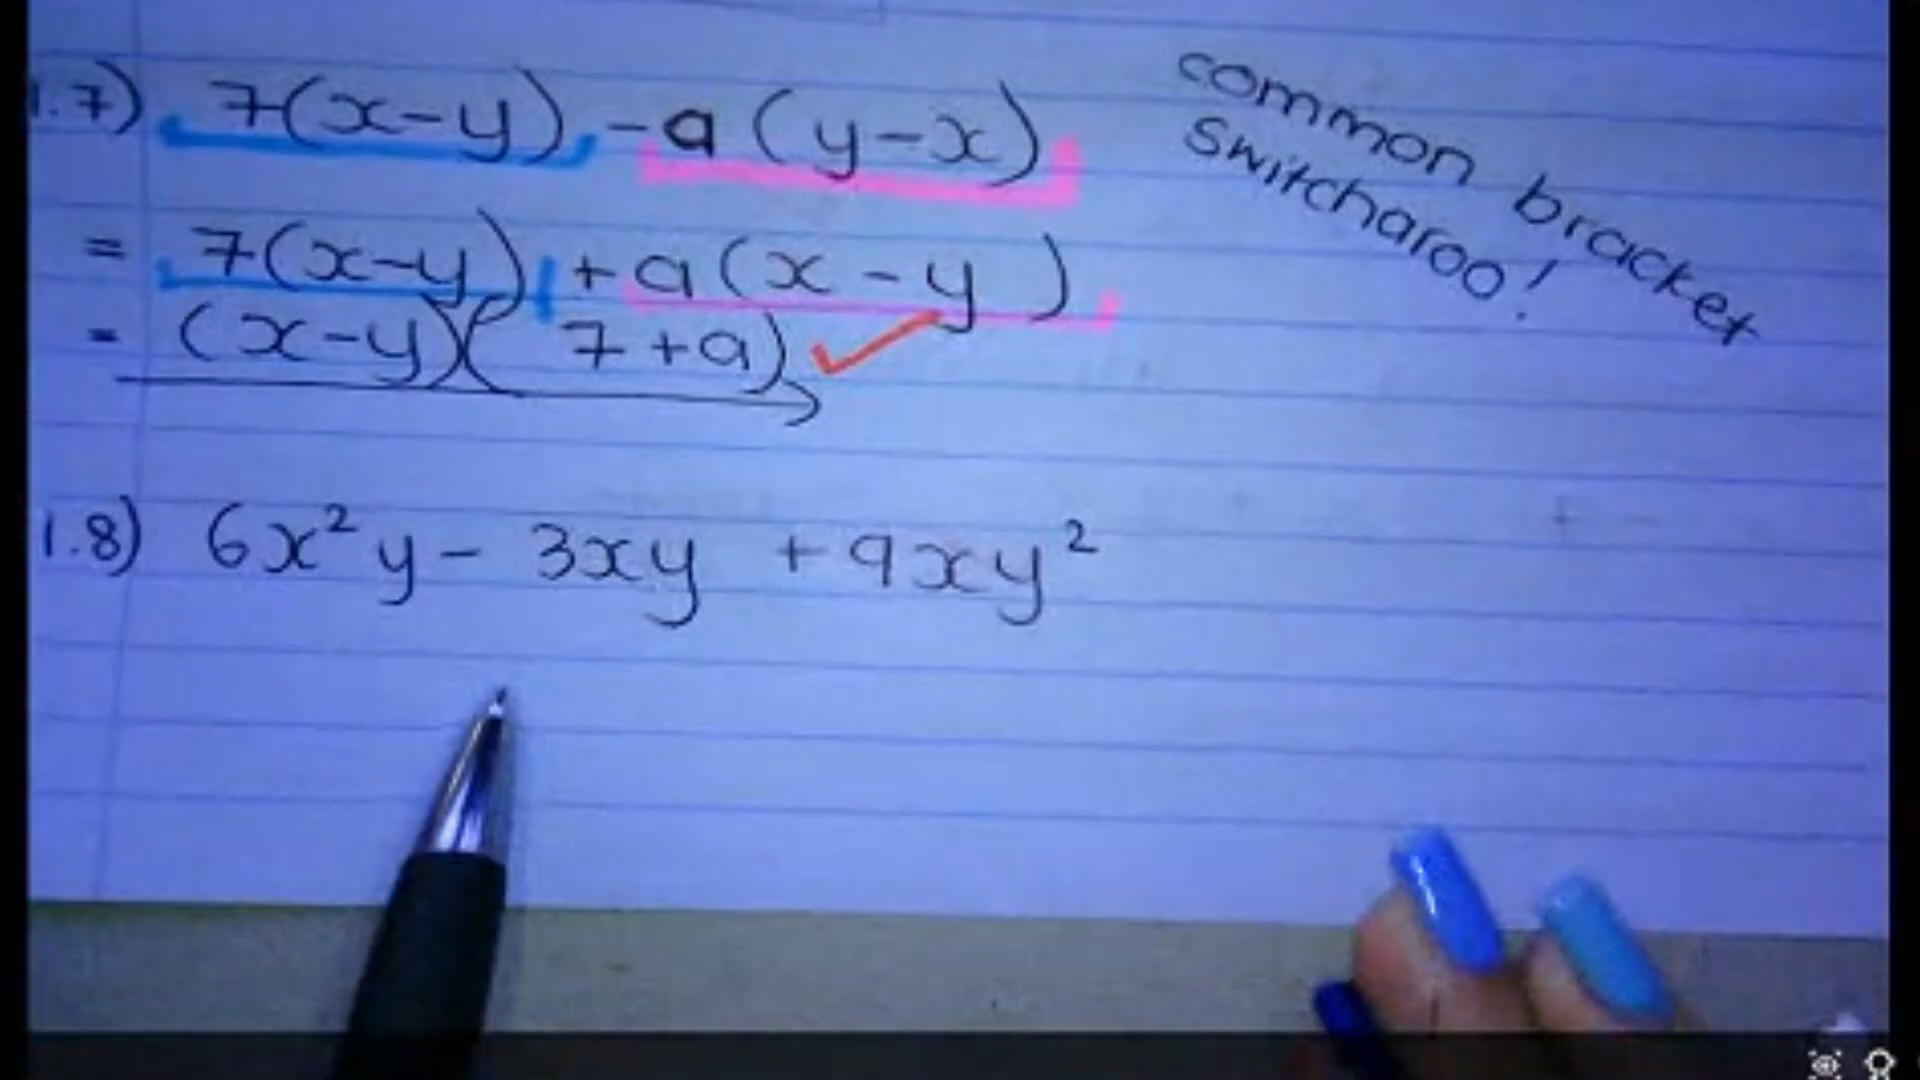 1.7) 7(x-y) -a(y-x)
= 7(x-y) +a(x-y)
= (x-y)(7+a)
common bracket
switcharoo!
1.8) 6x²y - 3xy + 9xy²